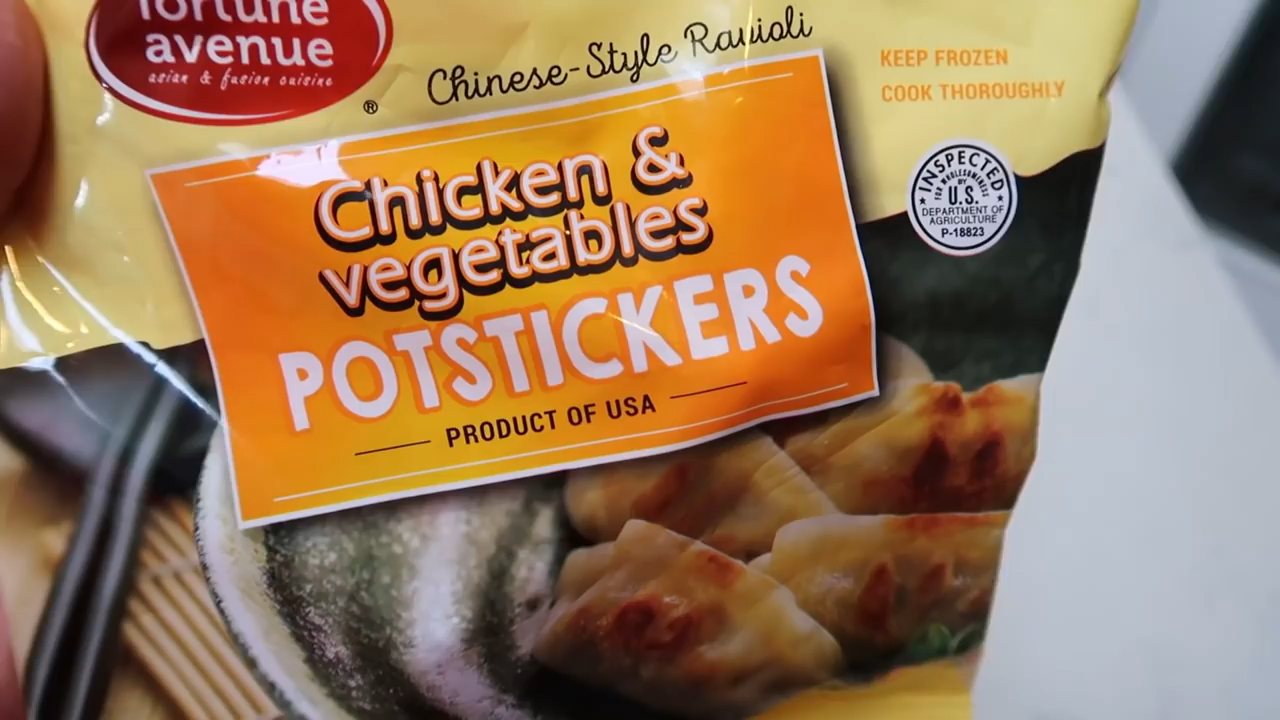 fortune
avenue
asian & fusion cuisine
®
Chinese-Style Ravioli
KEEP FROZEN
COOK THOROUGHLY
Chicken &
vegetables
POTSTICKERS
PRODUCT OF USA
INSPECTED
FOR WHOLESOMENESS
BY
U.S.
DEPARTMENT OF
AGRICULTURE
P-18823